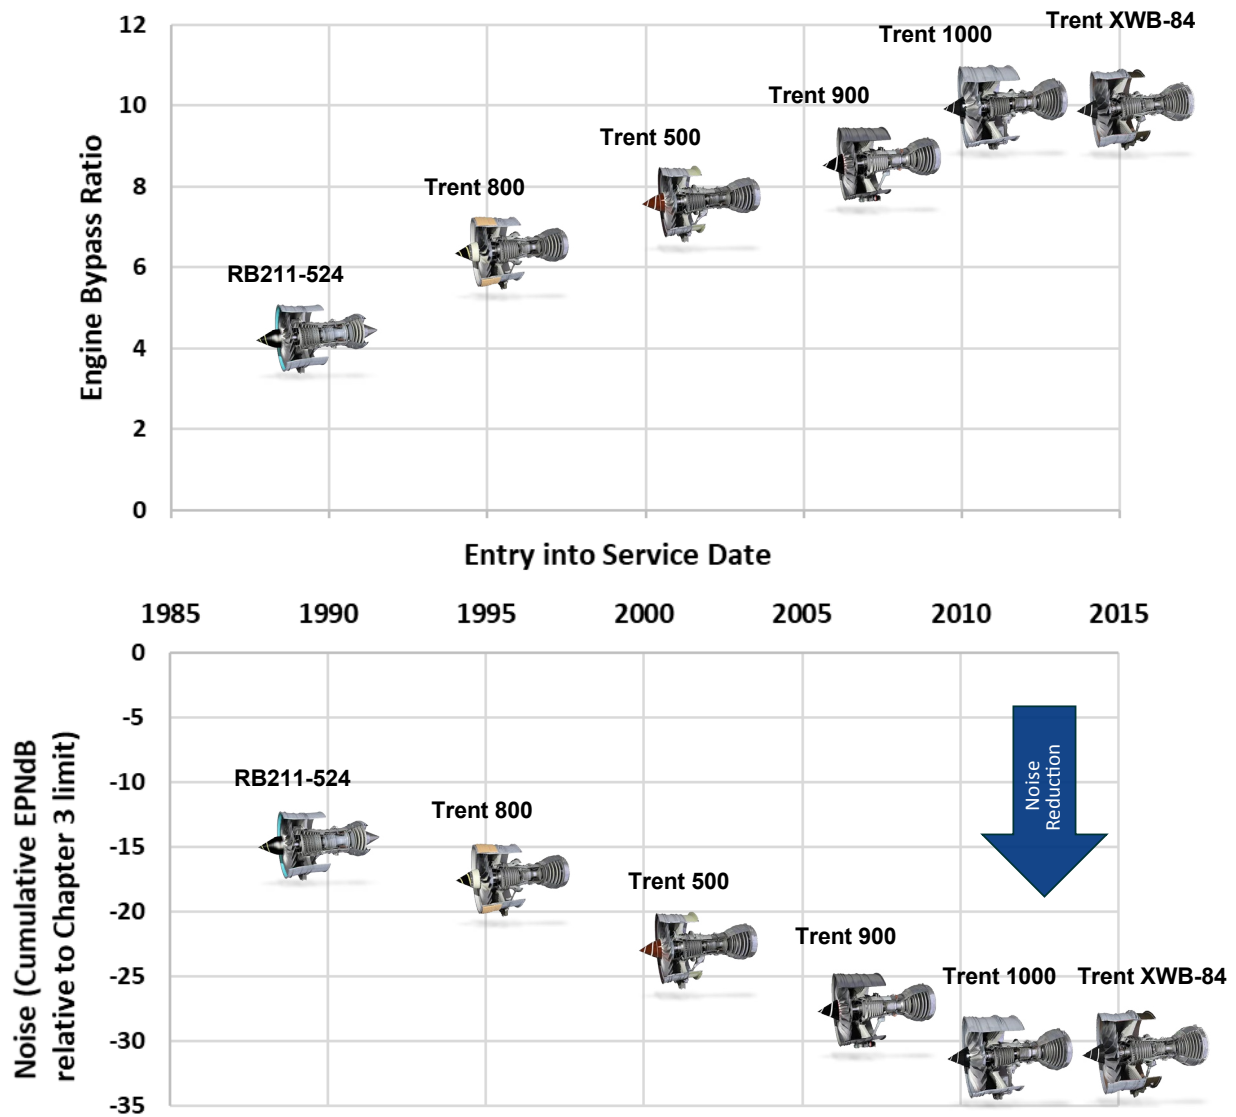 Trent XWB-84
Trent 1000
Trent 900
Trent 500
Trent 800
RB211-524
12
10
8
6
4
2
0
Engine Bypass Ratio
Entry into Service Date
1985 1990 1995 2000 2005 2010 2015
0
-5
-10
-15
-20
-25
-30
-35
Noise (Cumulative EPNdB
relative to Chapter 3 limit)
RB211-524
Trent 800
Trent 500
Trent 900
Trent 1000
Trent XWB-84
Noise
Reduction